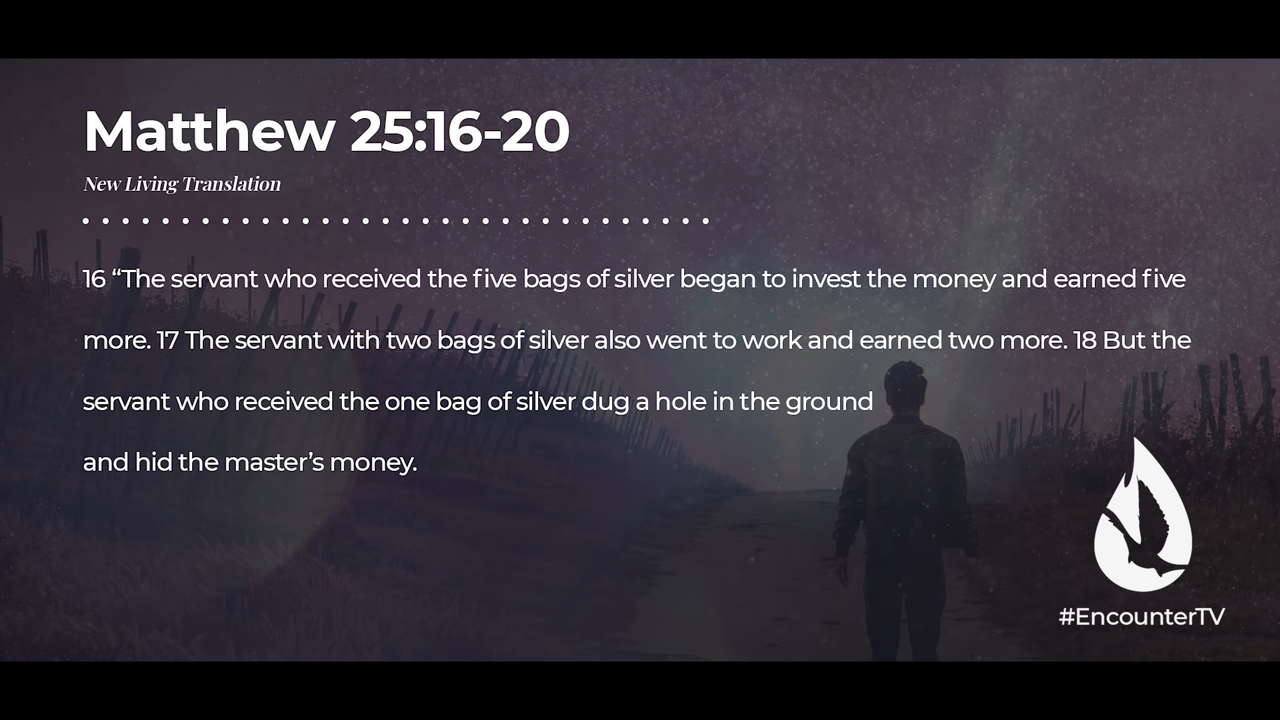 Matthew 25:16-20
New Living Translation
16 “The servant who received the five bags of silver began to invest the money and earned five
more. 17 The servant with two bags of silver also went to work and earned two more. 18 But the
servant who received the one bag of silver dug a hole in the ground
and hid the master’s money.
#EncounterTV